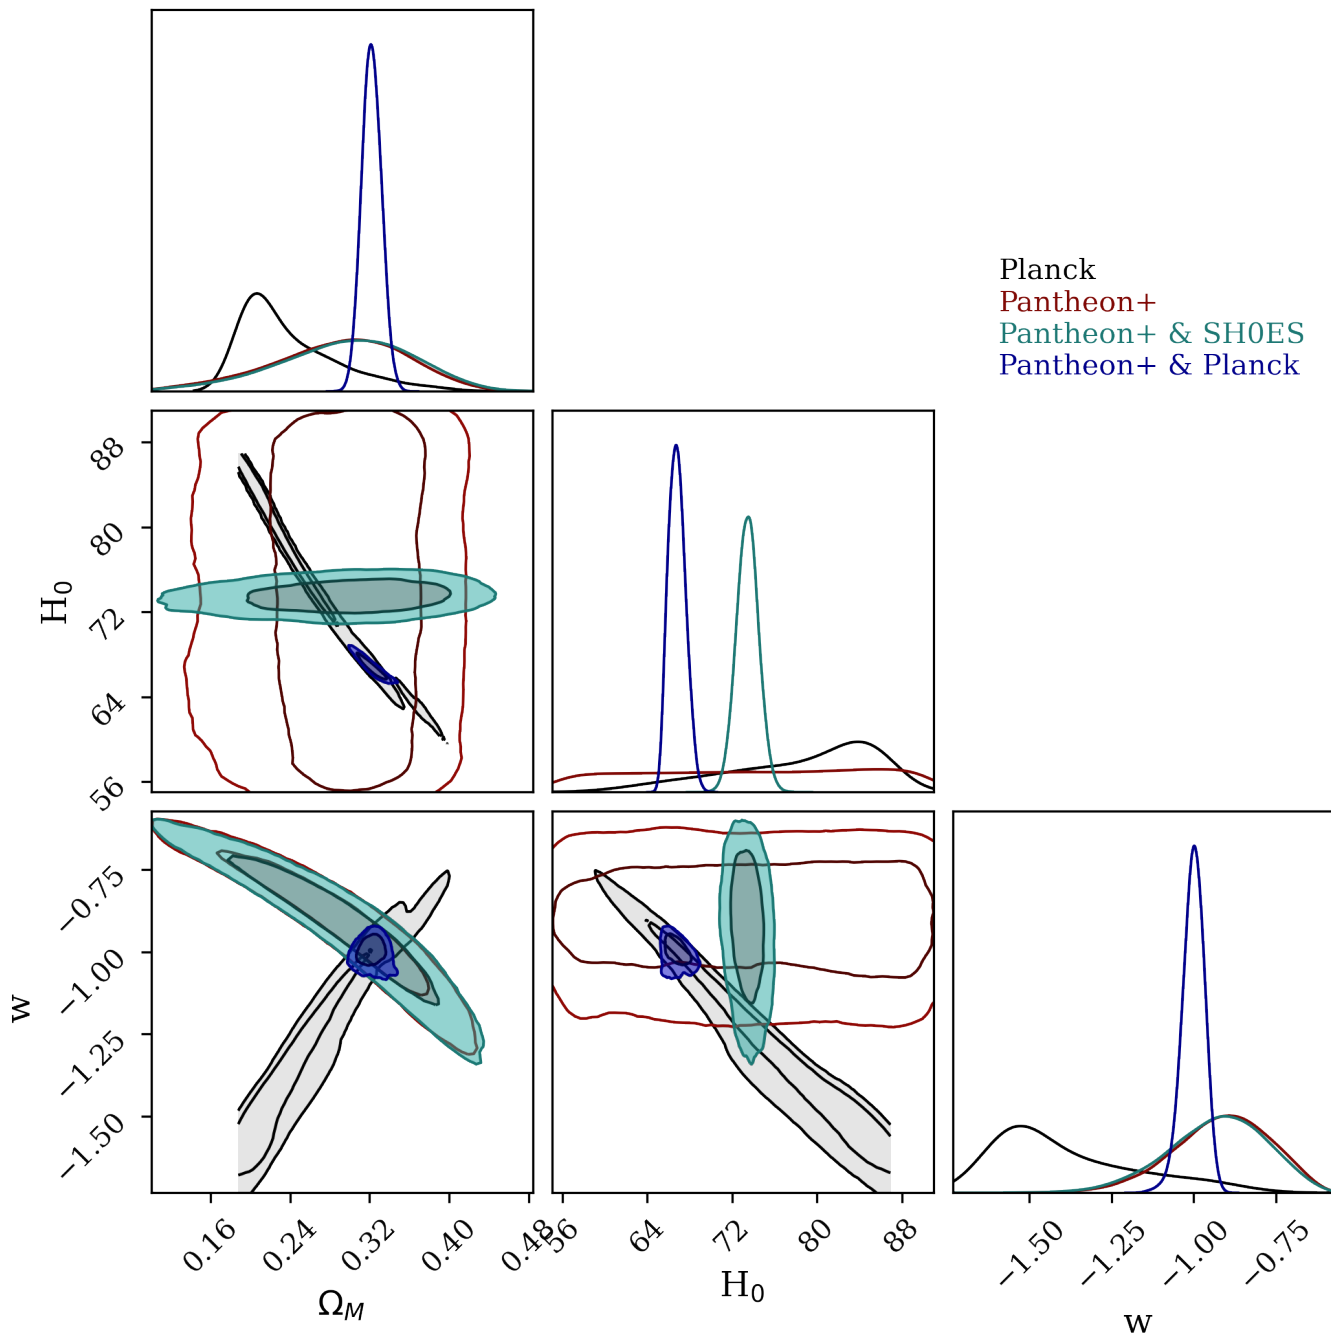 Planck
Pantheon+
Pantheon+ & SH0ES
Pantheon+ & Planck
88
80
72
64
56
H₀
−0.75
−1.00
−1.25
−1.50
w
0.16 0.24 0.32 0.40 0.48
Ω_M
56 64 72 80 88
H₀
−1.50 −1.25 −1.00 −0.75
w